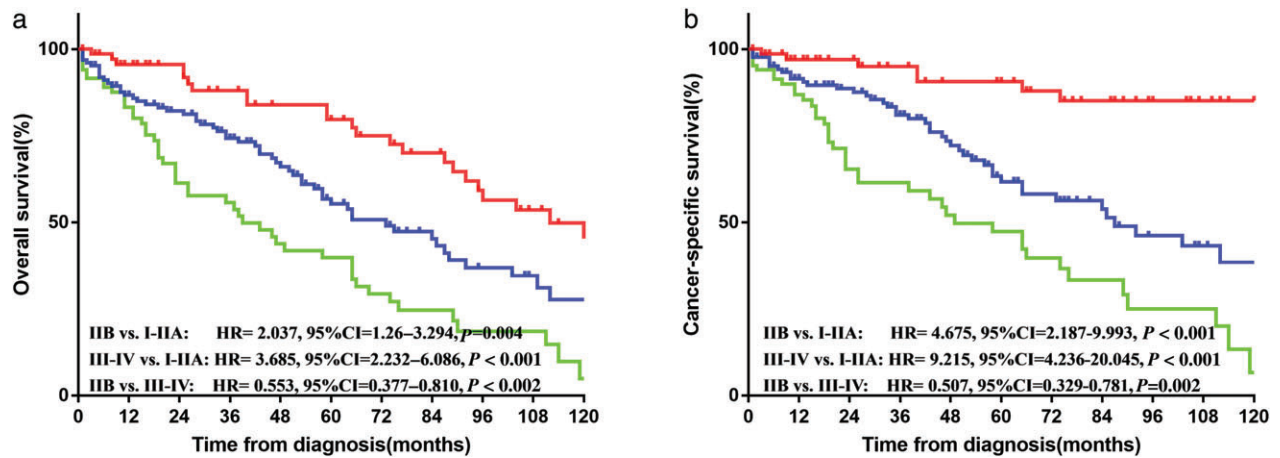 a
Overall survival(%)
100
50
0
IIB vs. I-IIA: HR= 2.037, 95%CI=1.26–3.294, P=0.004
III-IV vs I-IIA: HR= 3.685, 95%CI=2.232–6.086, P < 0.001
IIB vs. III-IV: HR= 0.553, 95%CI=0.377–0.810, P < 0.002
0 12 24 36 48 60 72 84 96 108 120
Time from diagnosis(months)
b
Cancer-specific survival(%)
100
50
0
IIB vs. I-IIA: HR= 4.675, 95%CI=2.187-9.993, P < 0.001
III-IV vs I-IIA: HR= 9.215, 95%CI=4.236-20.045, P < 0.001
IIB vs. III-IV: HR= 0.507, 95%CI=0.329-0.781, P=0.002
0 12 24 36 48 60 72 84 96 108 120
Time from diagnosis(months)